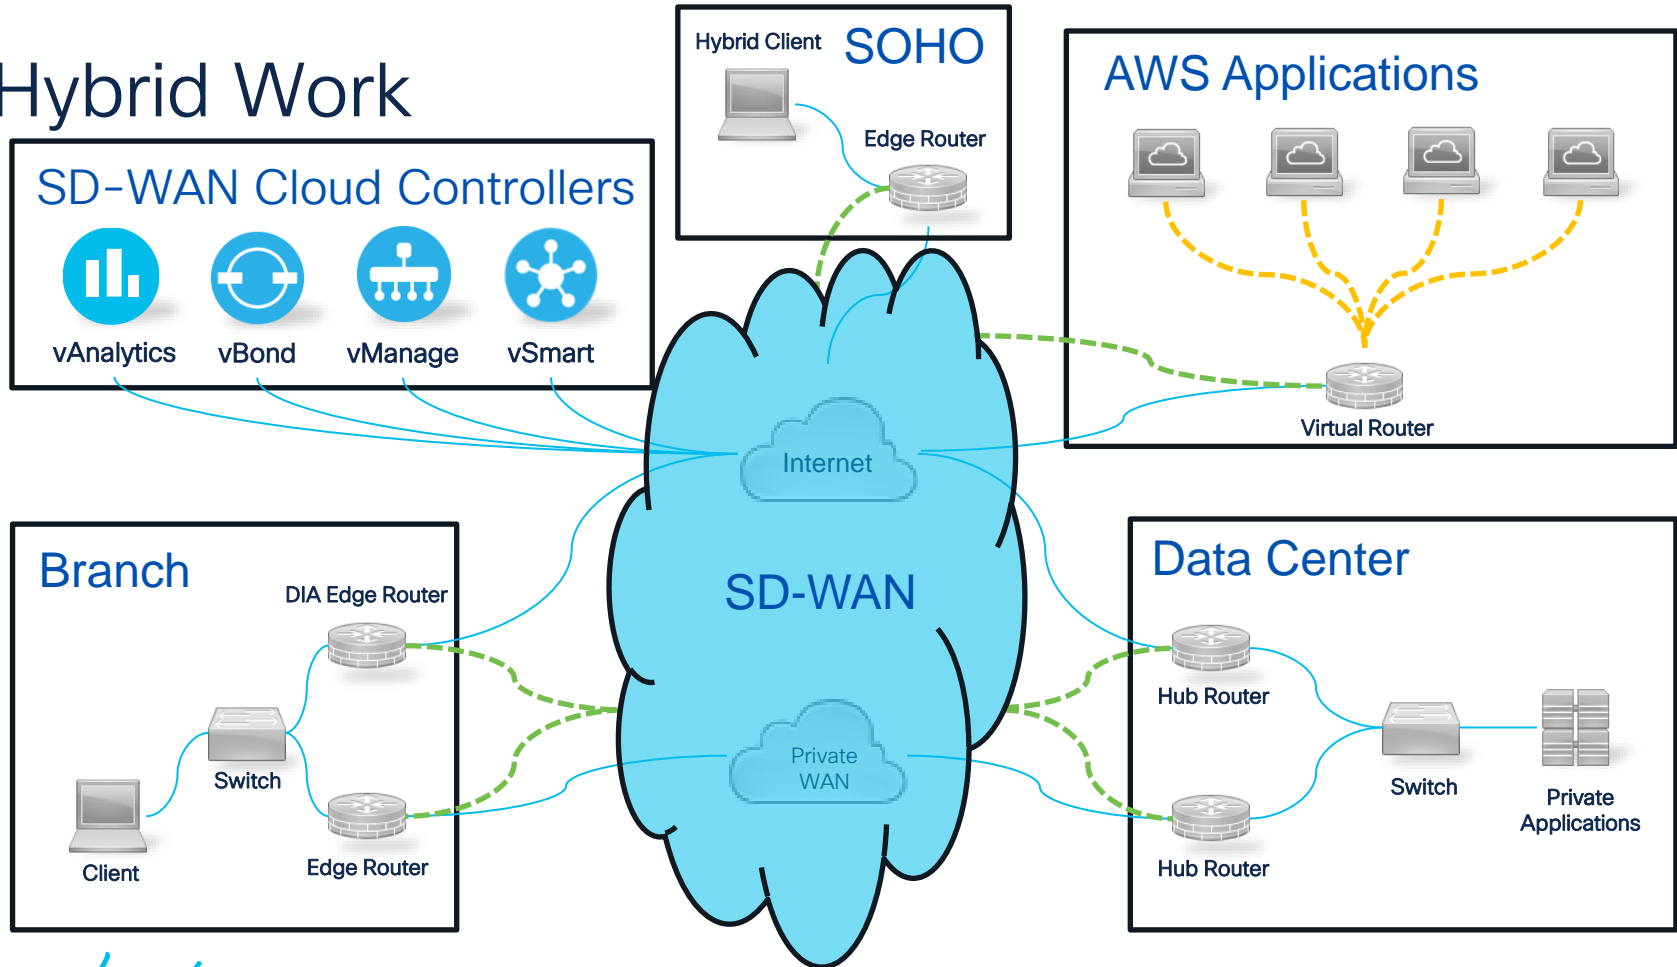 Hybrid Work
SD-WAN Cloud Controllers
vAnalytics
vBond
vManage
vSmart
Hybrid Client
SOHO
Edge Router
AWS Applications
Virtual Router
Internet
SD-WAN
Private
WAN
Branch
DIA Edge Router
Switch
Client
Edge Router
Data Center
Hub Router
Switch
Private
Applications
Hub Router